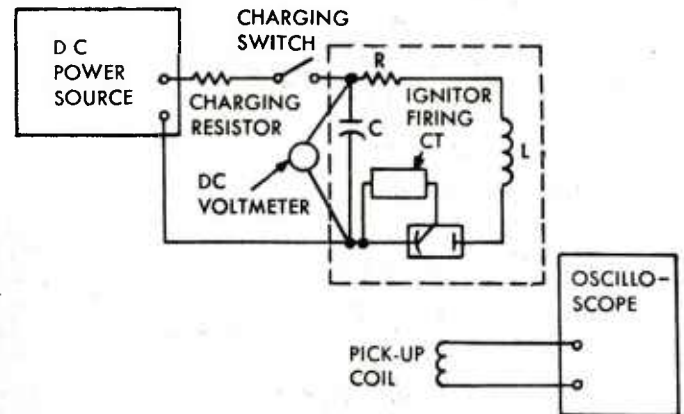 CHARGING
SWITCH
D C
POWER
SOURCE
R
CHARGING
RESISTOR
IGNITOR
FIRING
CT
C
L
DC
VOLTMETER
OSCILLO-
SCOPE
PICK-UP
COIL